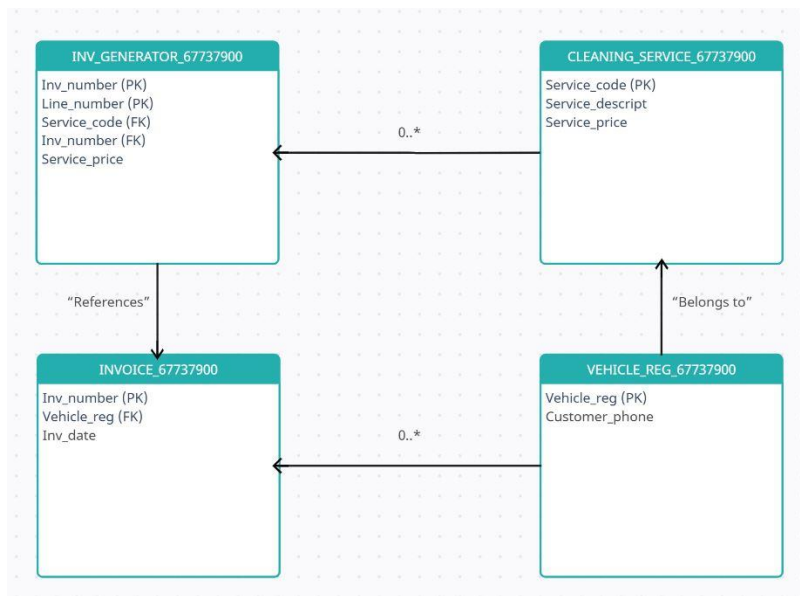 INV_GENERATOR_67737900
Inv_number (PK)
Line_number (PK)
Service_code (FK)
Inv_number (FK)
Service_price
CLEANING_SERVICE_67737900
Service_code (PK)
Service_descript
Service_price
0..*
“References”
“Belongs to”
INVOICE_67737900
Inv_number (PK)
Vehicle_reg (FK)
Inv_date
0..*
VEHICLE_REG_67737900
Vehicle_reg (PK)
Customer_phone